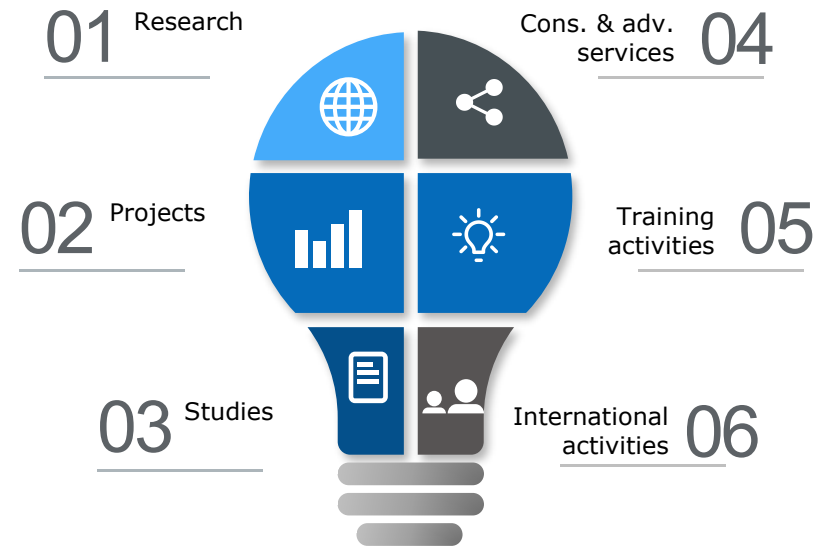 01 Research
02 Projects
03 Studies
Cons. & adv.
services 04
Training
activities 05
International
activities 06